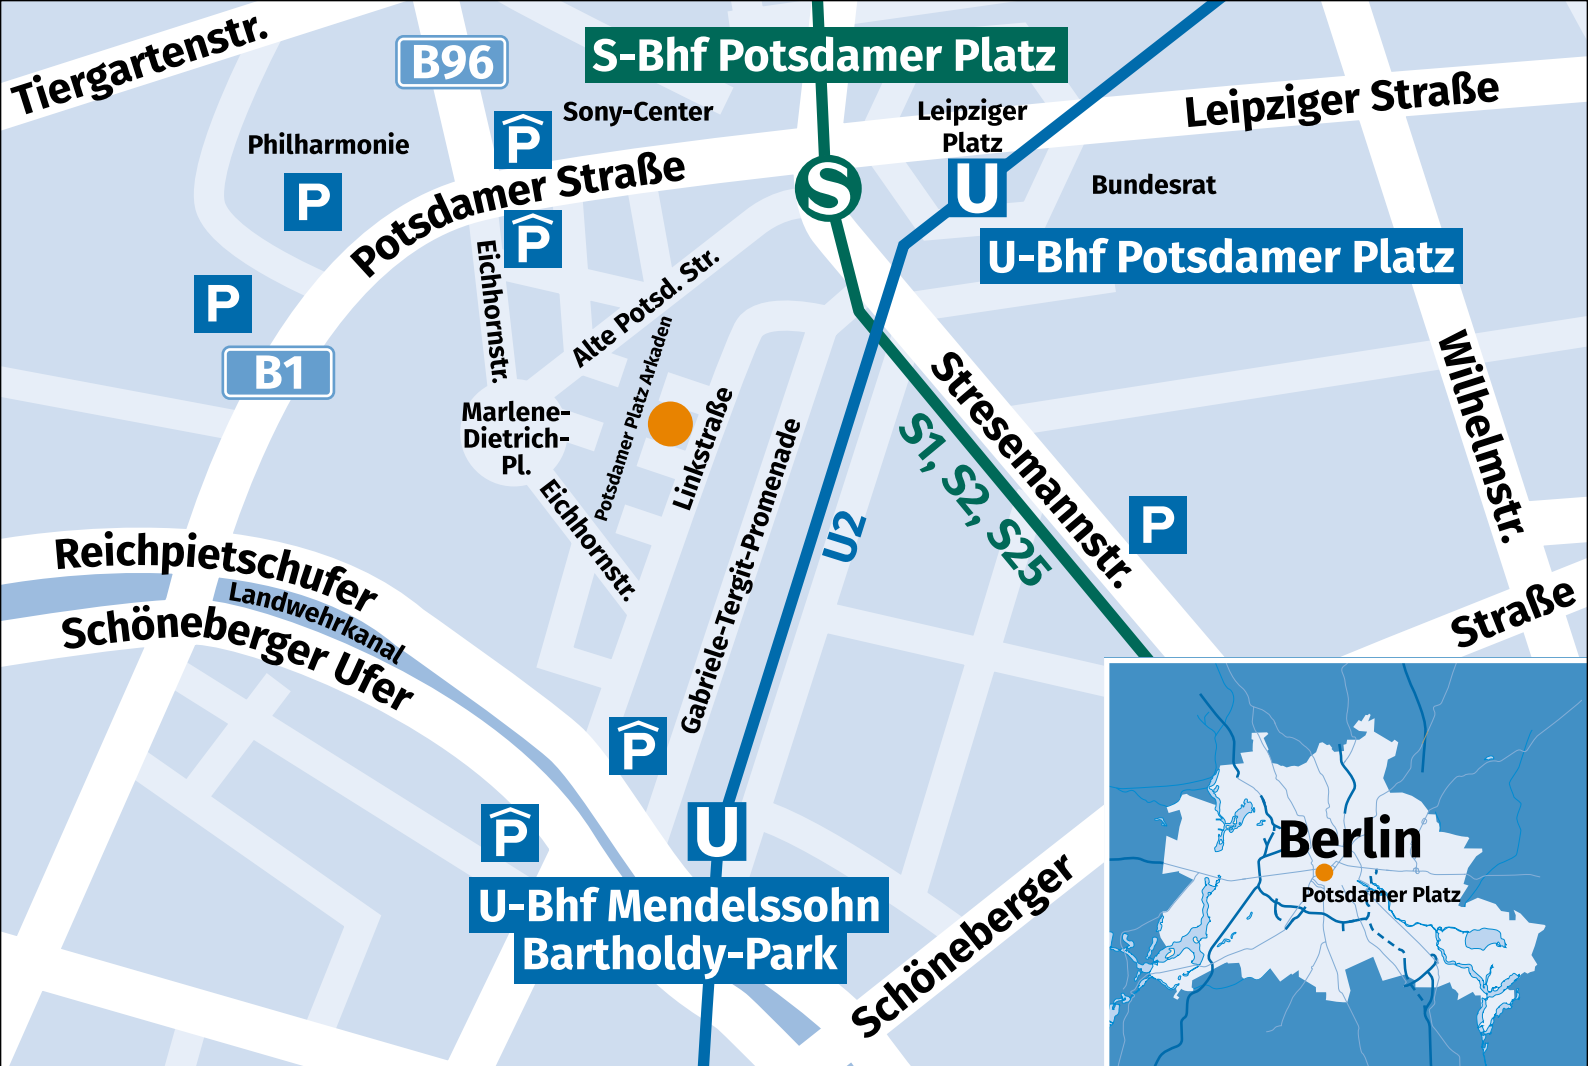 Tiergartenstr.
B96
S-Bhf Potsdamer Platz
Sony-Center
Leipziger
Platz
Leipziger Straße
Philharmonie
P
P
Potsdamer Straße
S
U
Bundesrat
P
U-Bhf Potsdamer Platz
P
Eichhornstr.
Alte Potsd. Str.
B1
Potsdamer Platz Arkaden
Marlene-
Dietrich-
Pl.
Linkstraße
Stresemannstr.
Wilhelmstr.
S1, S2, S25
Gabriele-Tergit-Promenade
U2
Eichhornstr.
P
Reichpietschufer
Landwehrkanal
Schöneberger Ufer
Straße
P
P
U
U-Bhf Mendelssohn
Bartholdy-Park
Schöneberger
Berlin
Potsdamer Platz